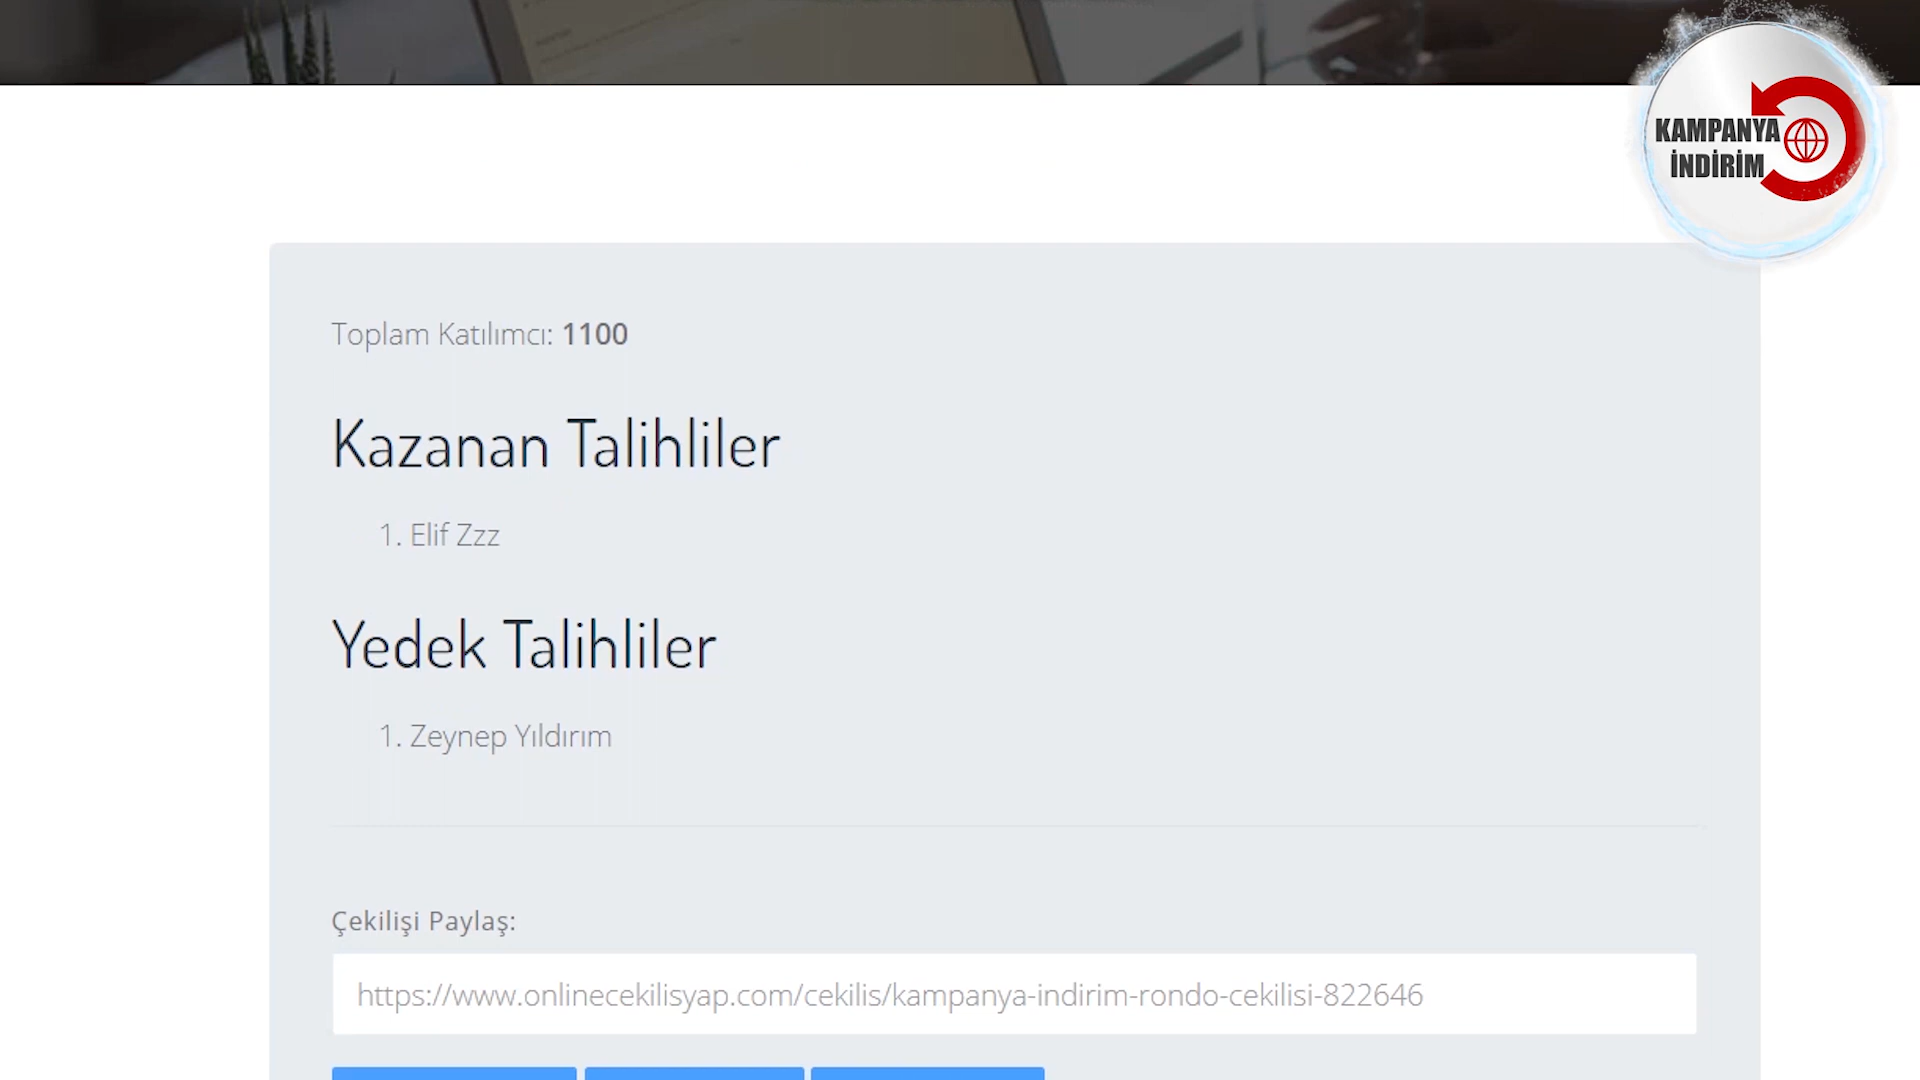 KAMPANYA
İNDİRİM
Toplam Katılımcı: 1100
Kazanan Talihliler
1. Elif Zzz
Yedek Talihliler
1. Zeynep Yıldırım
Çekilişi Paylaş:
https://www.onlinecekilisyap.com/cekilis/kampanya-indirim-rondo-cekilisi-822646